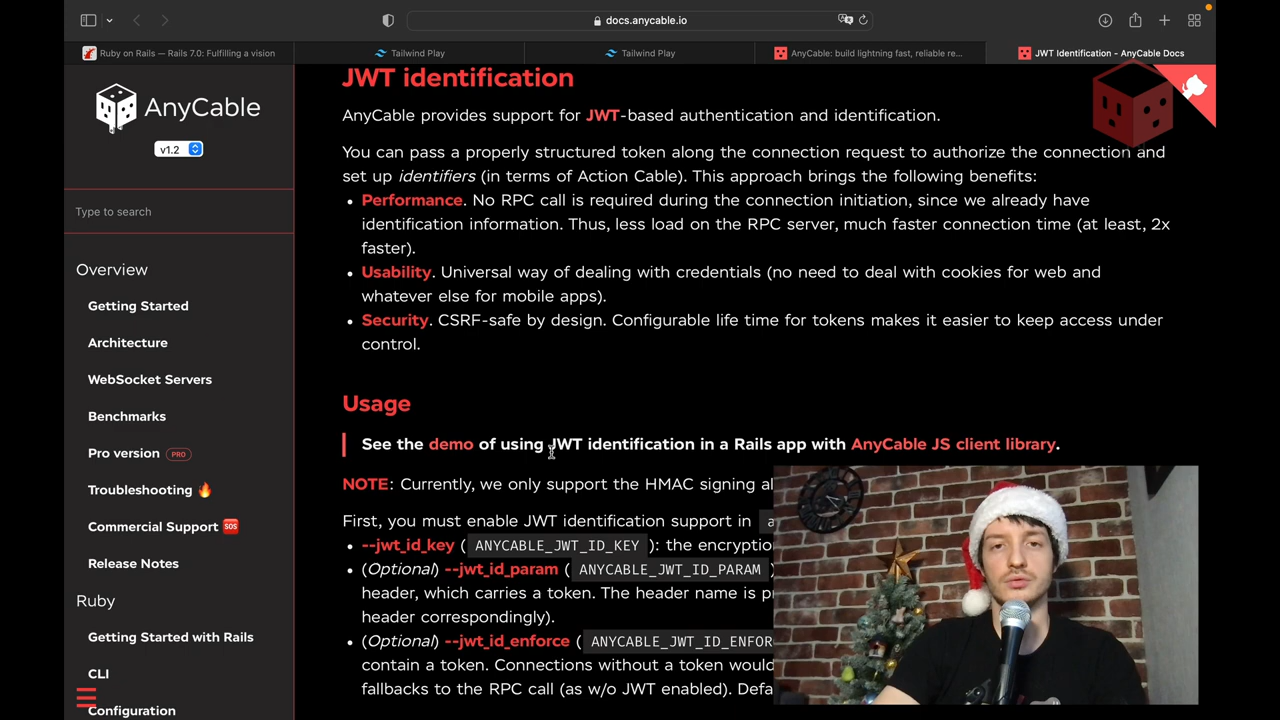 docs.anycable.io
Ruby on Rails — Rails 7.0: Fulfilling a vision
Tailwind Play
Tailwind Play
AnyCable: build lightning fast, reliable re...
JWT Identification - AnyCable Docs
AnyCable
v1.2
Type to search
Overview
Getting Started
Architecture
WebSocket Servers
Benchmarks
Pro version PRO
Troubleshooting 🔥
Commercial Support 🆘
Release Notes
Ruby
Getting Started with Rails
CLI
Configuration
JWT identification
AnyCable provides support for JWT-based authentication and identification.
You can pass a properly structured token along the connection request to authorize the connection and
set up identifiers (in terms of Action Cable). This approach brings the following benefits:
• Performance. No RPC call is required during the connection initiation, since we already have
identification information. Thus, less load on the RPC server, much faster connection time (at least, 2x
faster).
• Usability. Universal way of dealing with credentials (no need to deal with cookies for web and
whatever else for mobile apps).
• Security. CSRF-safe by design. Configurable life time for tokens makes it easier to keep access under
control.
Usage
See the demo of using JWT identification in a Rails app with AnyCable JS client library.
NOTE: Currently, we only support the HMAC signing al
First, you must enable JWT identification support in a
• --jwt_id_key ( ANYCABLE_JWT_ID_KEY ): the encryptio
• (Optional) --jwt_id_param ( ANYCABLE_JWT_ID_PARAM )
header, which carries a token. The header name is p
header correspondingly).
• (Optional) --jwt_id_enforce ( ANYCABLE_JWT_ID_ENFOR
contain a token. Connections without a token would
fallbacks to the RPC call (as w/o JWT enabled). Defa